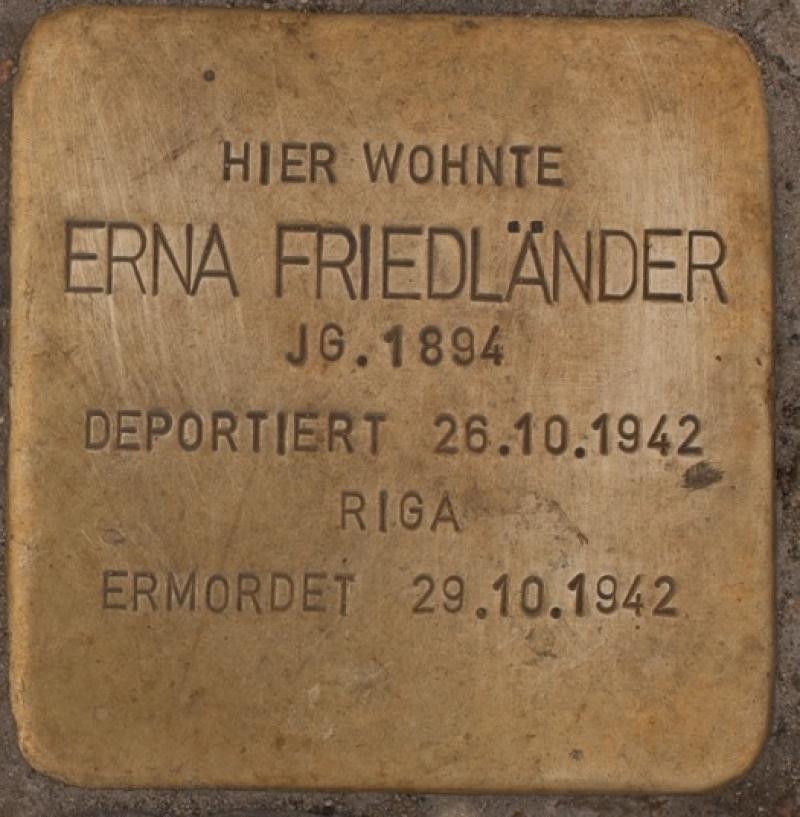 HIER WOHNTE
ERNA FRIEDLÄNDER
JG.1894
DEPORTIERT 26.10.1942
RIGA
ERMORDET 29.10.1942